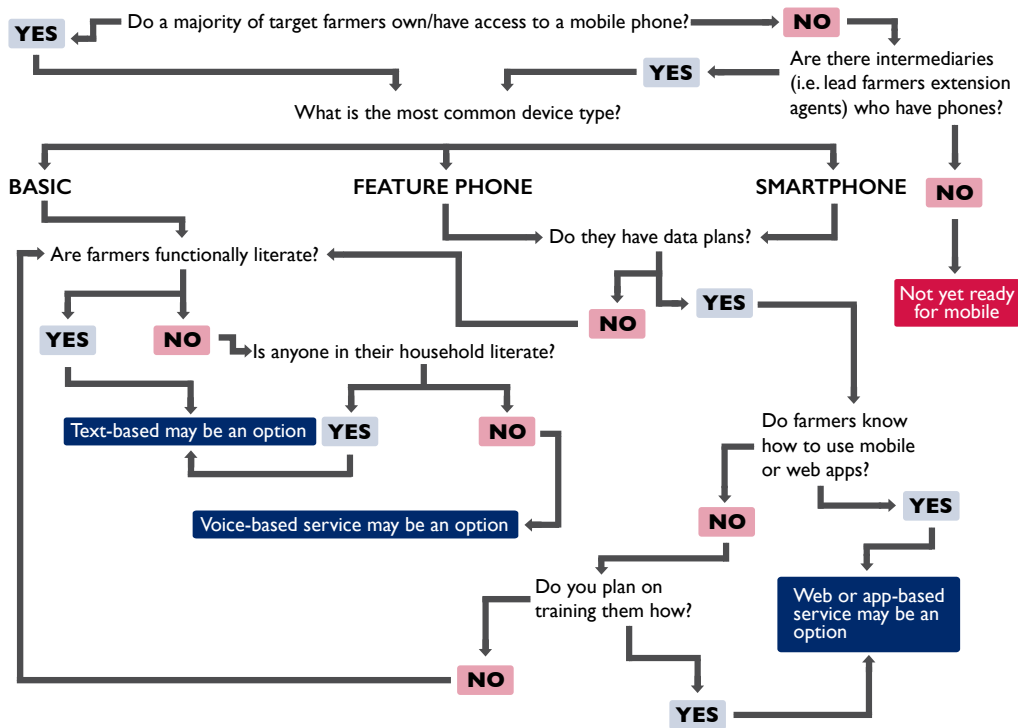 Do a majority of target farmers own/have access to a mobile phone?
YES
NO
Are there intermediaries
(i.e. lead farmers extension
agents) who have phones?
YES
What is the most common device type?
BASIC
FEATURE PHONE
SMARTPHONE
NO
Are farmers functionally literate?
Do they have data plans?
Not yet ready
for mobile
YES
NO
NO
YES
Is anyone in their household literate?
Text-based may be an option
YES
NO
Do farmers know
how to use mobile
or web apps?
YES
NO
Voice-based service may be an option
Do you plan on
training them how?
Web or app-based
service may be an
option
NO
YES